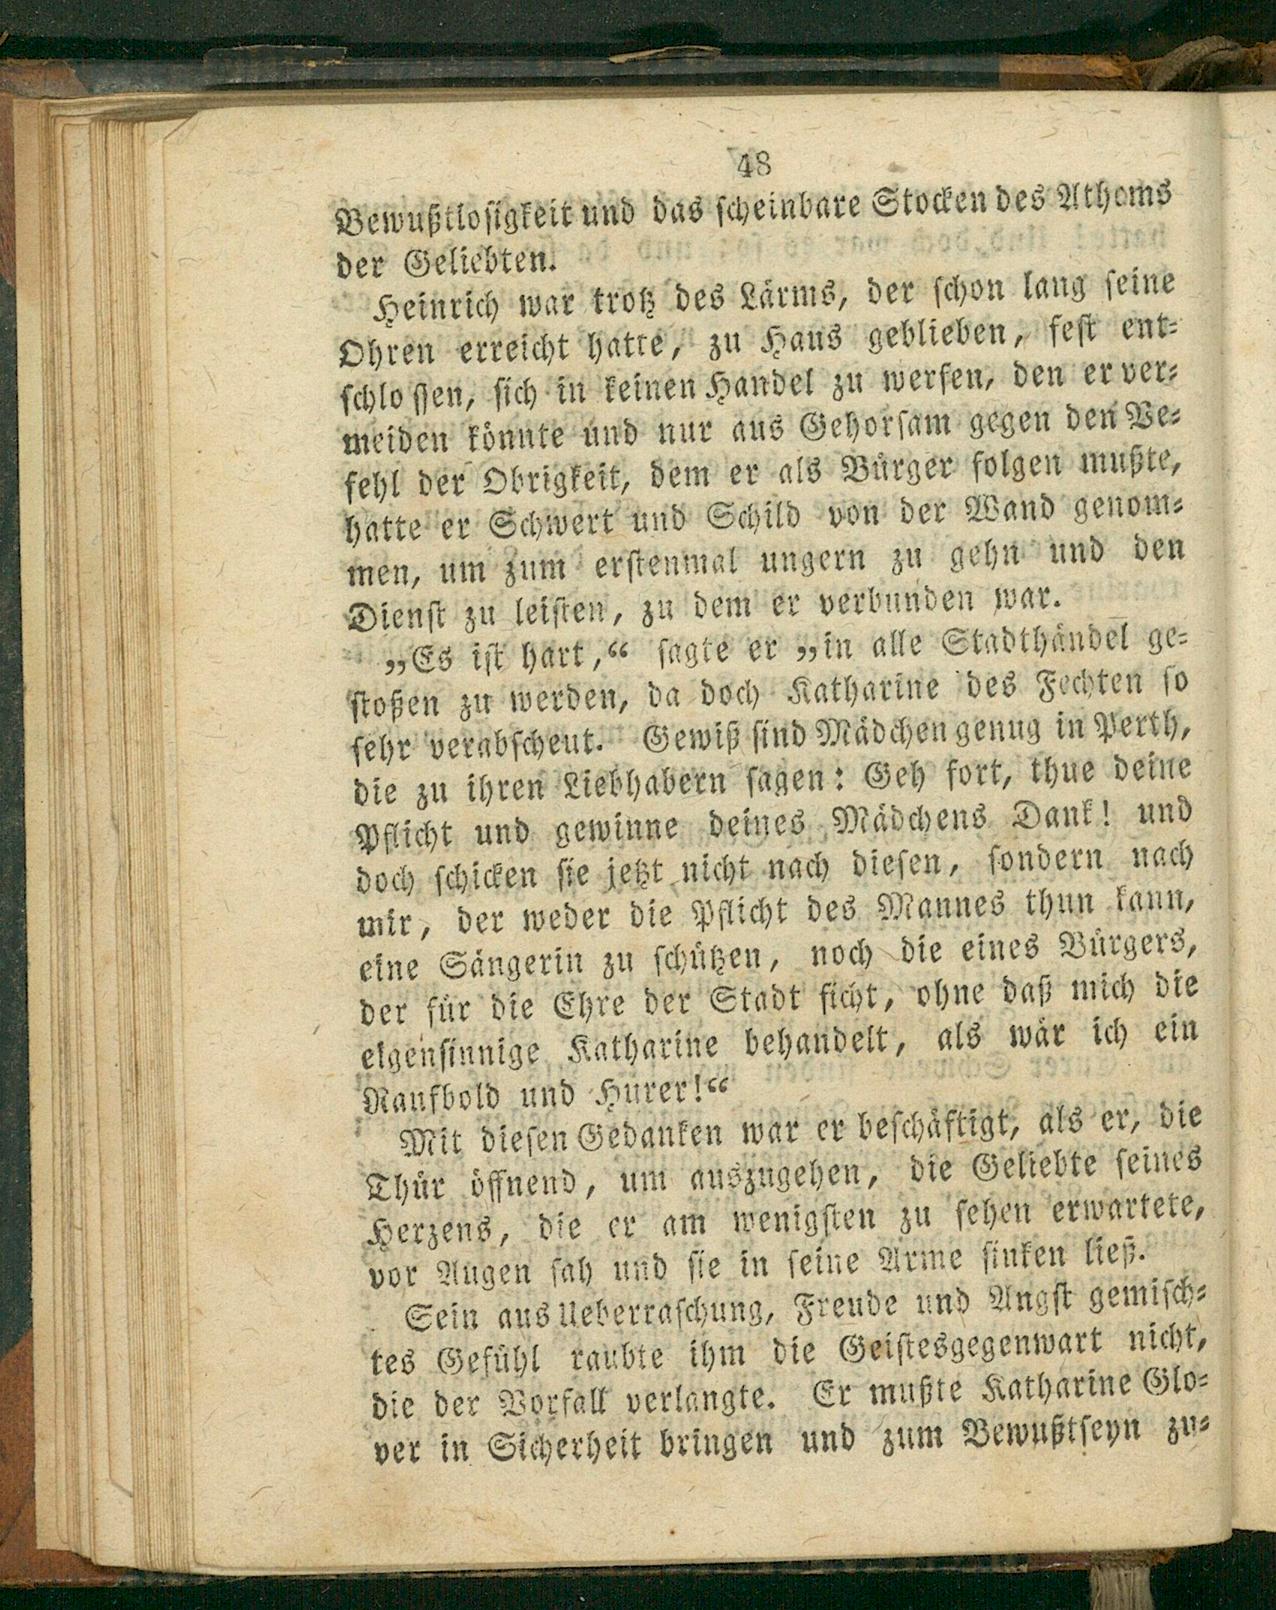 48
Bewußtlosigkeit und das scheinbare Stocken des Athems
der Geliebten.
Heinrich war trotz des Lärms, der schon lang seine
Ohren erreicht hatte, zu Haus geblieben, fest ent=
schlossen, sich in keinen Handel zu werfen, den er ver=
meiden könnte und nur aus Gehorsam gegen den Be=
fehl der Obrigkeit, dem er als Bürger folgen mußte,
hatte er Schwert und Schild von der Wand genom=
men, um zum erstenmal ungern zu gehn und den
Dienst zu leisten, zu dem er verbunden war.
„Es ist hart,“ sagte er „in alle Stadthändel ge=
stoßen zu werden, da doch Katharine des Fechten so
sehr verabscheut. Gewiß sind Mädchen genug in Perth,
die zu ihren Liebhabern sagen: Geh fort, thue deine
Pflicht und gewinne deines Mädchens Dank! und
doch schicken sie jetzt nicht nach diesen, sondern nach
mir, der weder die Pflicht des Mannes thun kann,
eine Sängerin zu schützen, noch die eines Bürgers,
der für die Ehre der Stadt ficht, ohne daß mich die
eigensinnige Katharine behandelt, als wär ich ein
Raufbold und Hurer!“
Mit diesen Gedanken war er beschäftigt, als er, die
Thür öffnend, um auszugehen, die Geliebte seines
Herzens, die er am wenigsten zu sehen erwartete,
vor Augen sah und sie in seine Arme sinken ließ.
Sein aus Ueberraschung, Freude und Angst gemisch=
tes Gefühl raubte ihm die Geistesgegenwart nicht,
die der Vorfall verlangte. Er mußte Katharine Glo=
ver in Sicherheit bringen und zum Bewußtseyn zu=